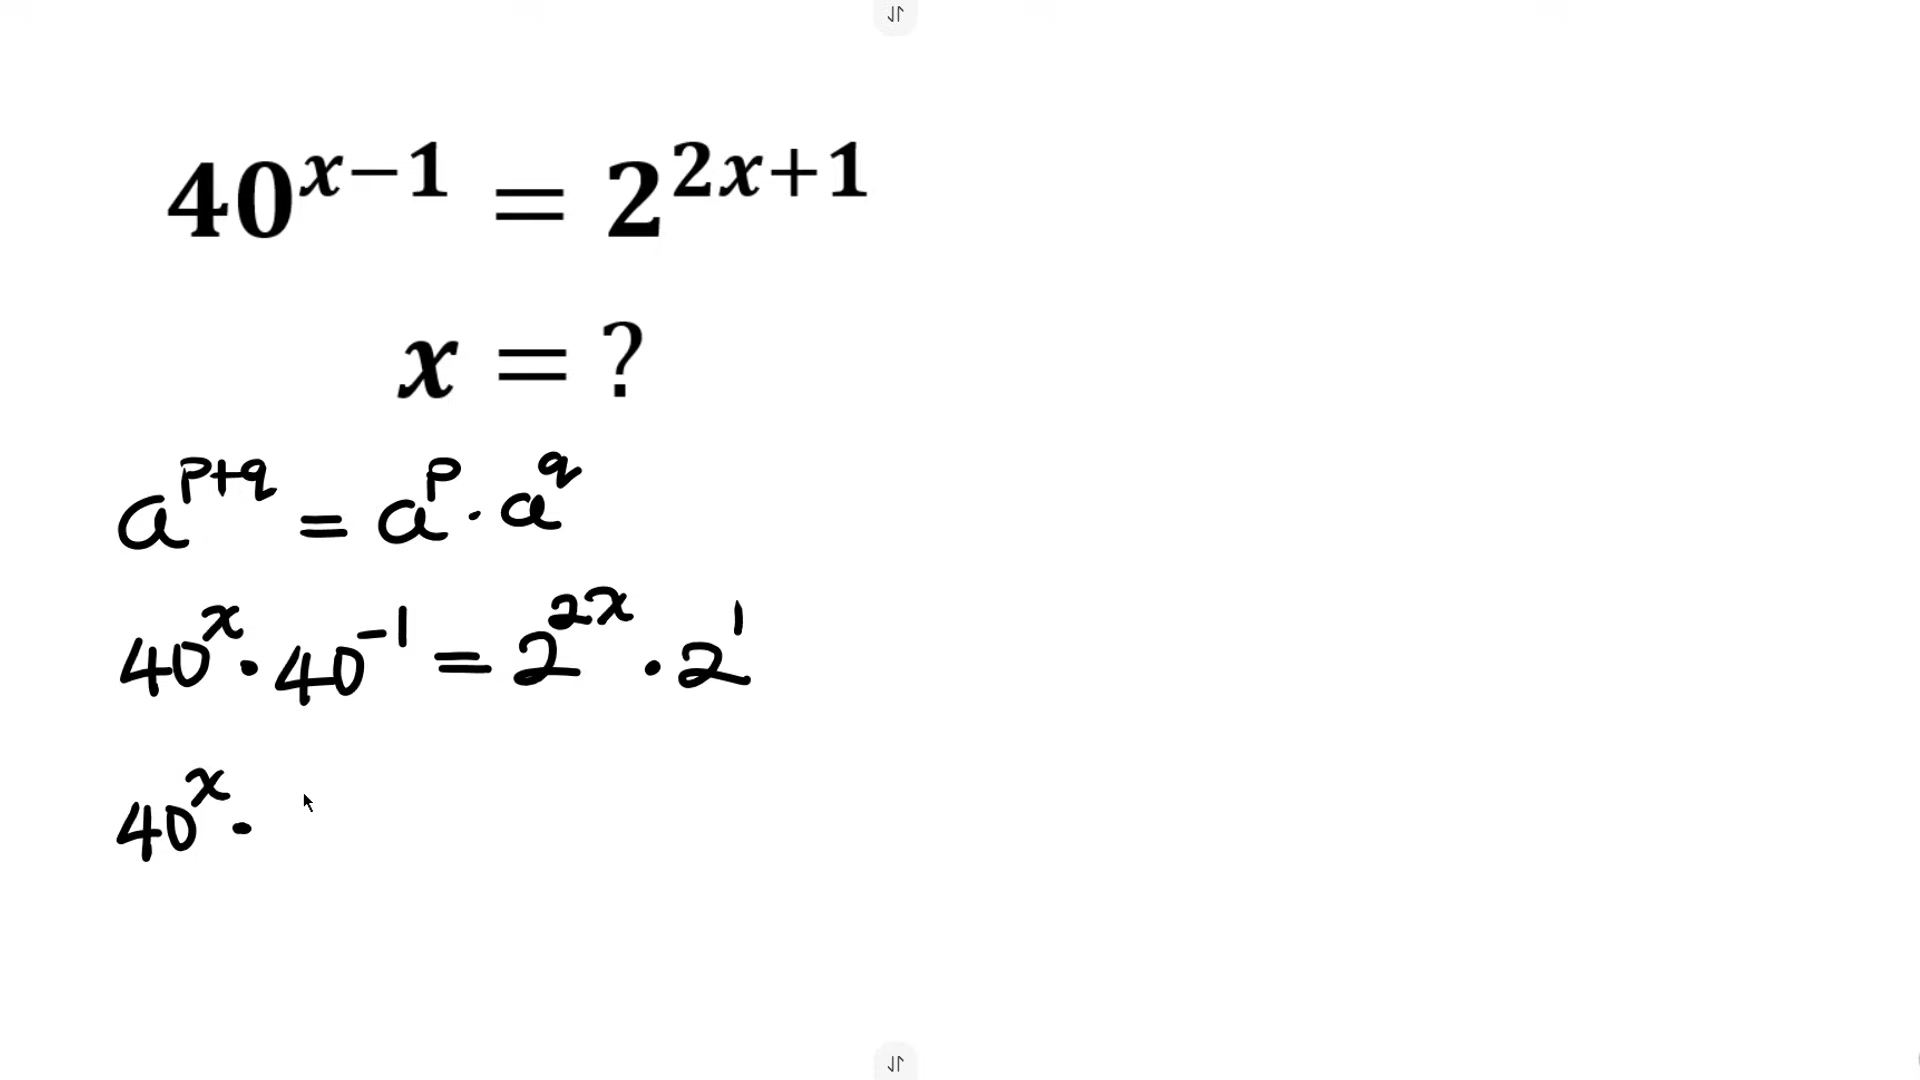 40^{x-1} = 2^{2x+1}
x = ?
a^{p+q} = a^p · a^q
40^x · 40^{-1} = 2^{2x} · 2^1
40^x ·